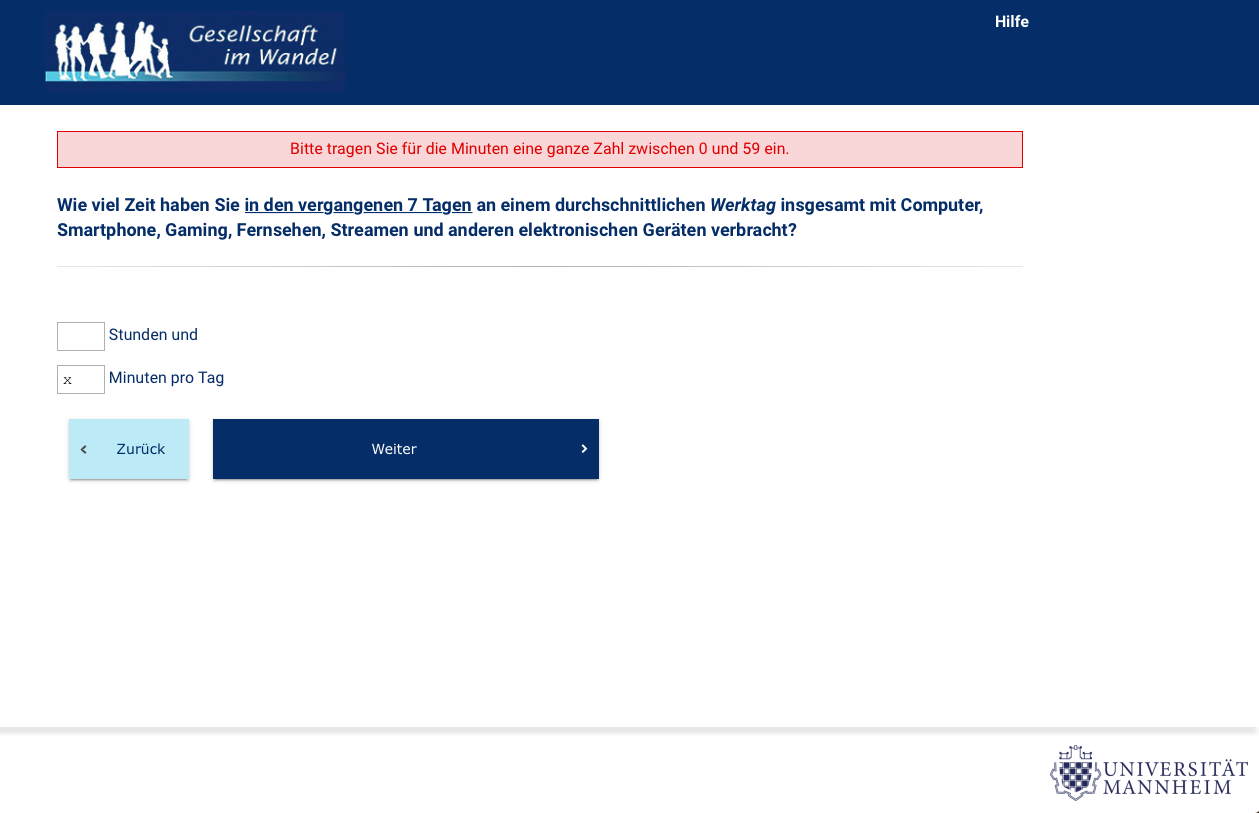 Gesellschaft
im Wandel
Hilfe
Bitte tragen Sie für die Minuten eine ganze Zahl zwischen 0 und 59 ein.
Wie viel Zeit haben Sie in den vergangenen 7 Tagen an einem durchschnittlichen Werktag insgesamt mit Computer,
Smartphone, Gaming, Fernsehen, Streamen und anderen elektronischen Geräten verbracht?
Stunden und
x Minuten pro Tag
Zurück
Weiter
UNIVERSITÄT
MANNHEIM